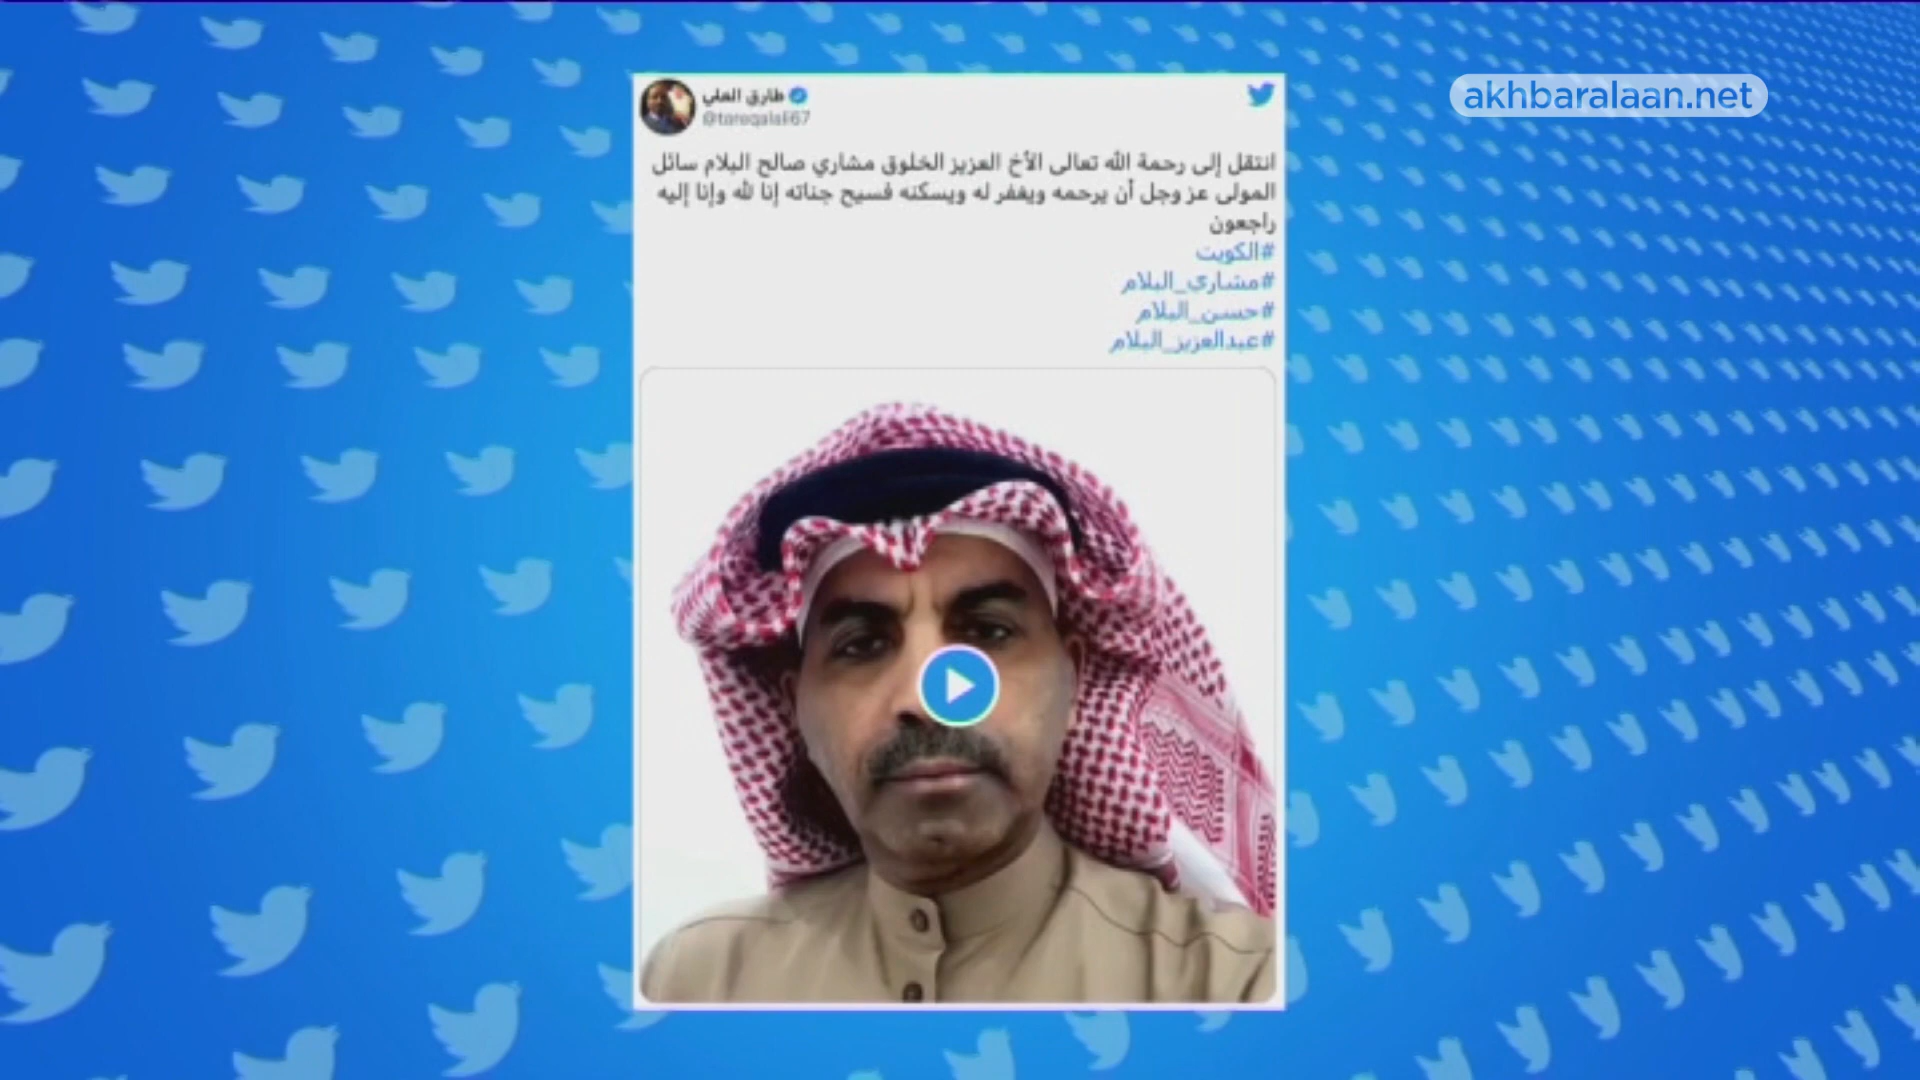 akhbaralaan.net
طارق العلي
@tareqalali67
انتقل إلى رحمة الله تعالى الأخ العزيز الخلوق مشاري صالح البلام سائل
المولى عز وجل أن يرحمه ويغفر له ويسكنه فسيح جناته إنا لله وإنا إليه
راجعون
#الكويت
#مشاري_البلام
#حسن_البلام
#عبدالعزيز_البلام